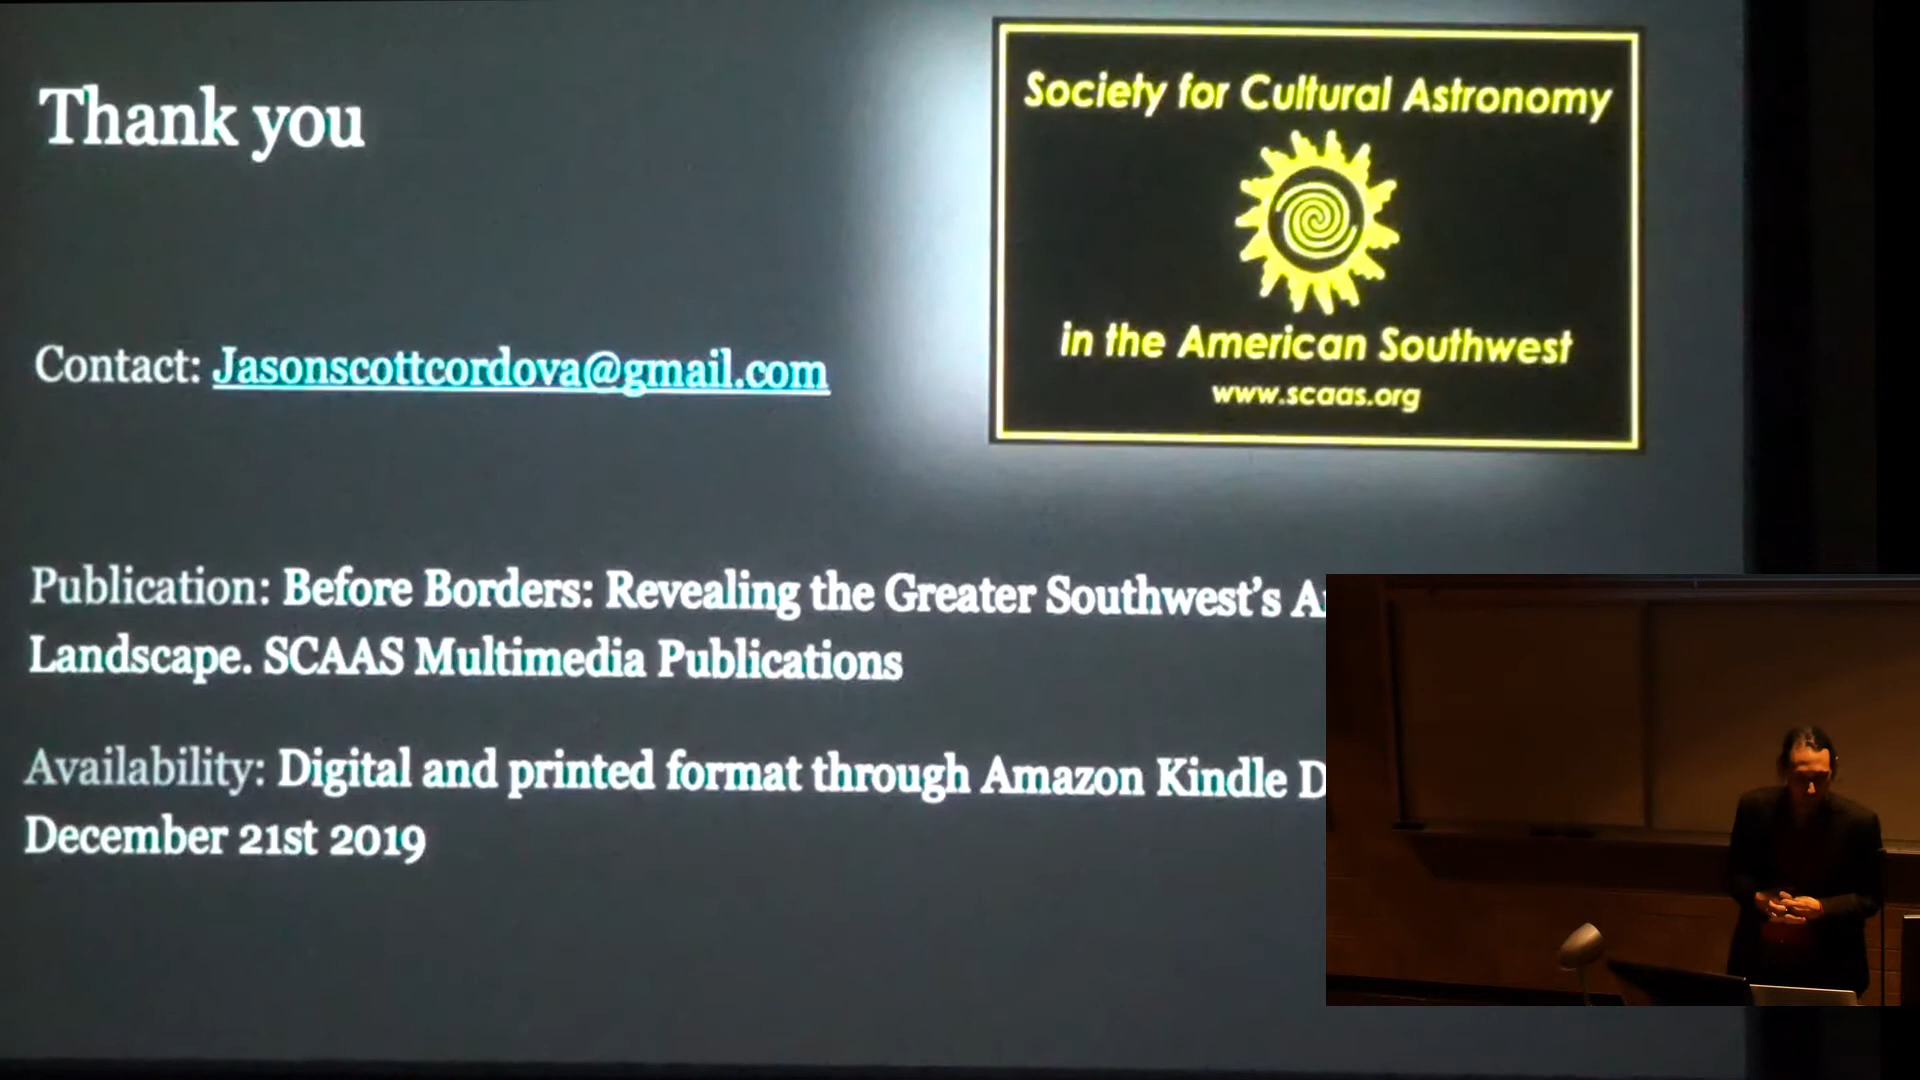 Thank you
Society for Cultural Astronomy
in the American Southwest
www.scaas.org
Contact: Jasonscottcordova@gmail.com
Publication: Before Borders: Revealing the Greater Southwest's
Landscape. SCAAS Multimedia Publications
Availability: Digital and printed format through Amazon Kindle
December 21st 2019